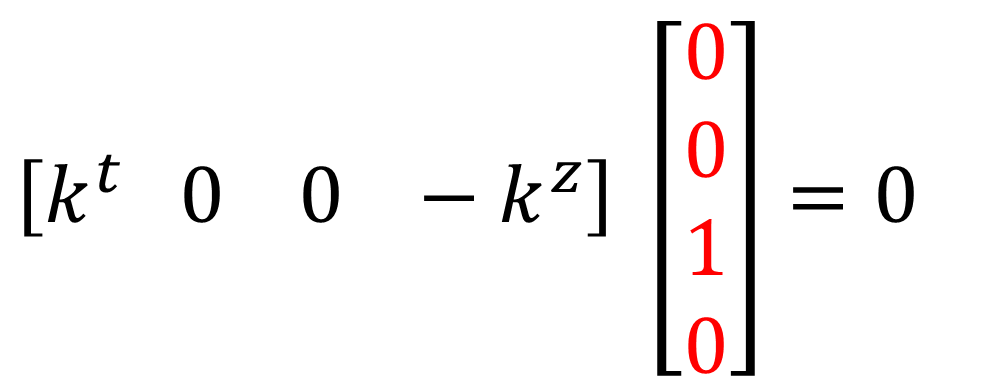 [k^t 0 0 − k^z] [0 0 1 0] = 0